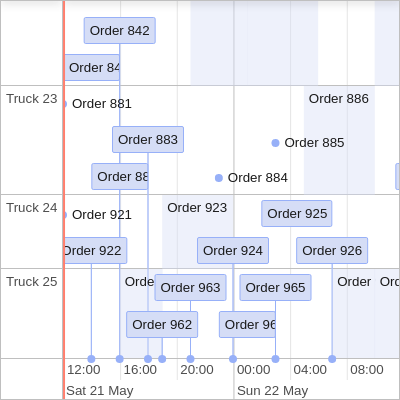 Order 842
Order 84
Truck 23
Order 881
Order 886
Order 883
Order 885
Order 88
Order 884
Truck 24
Order 921
Order 923
Order 925
Order 922
Order 924
Order 926
Truck 25
Orde
Order 963
Order 965
Order
Ord
Order 962
Order 96
12:00 16:00 20:00 00:00 04:00 08:00
Sat 21 May Sun 22 May